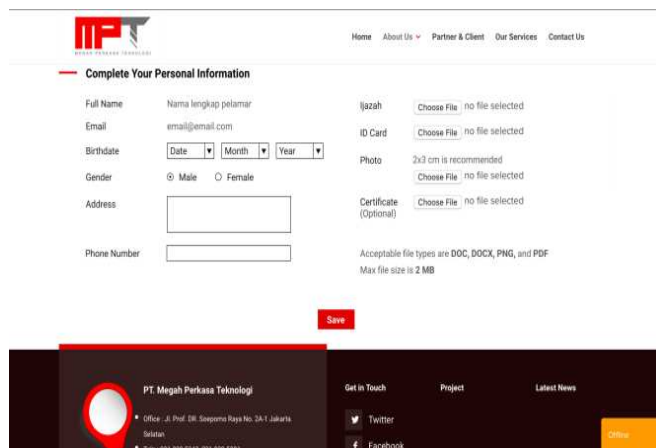 MPT
MEGAH PERKASA TEKNOLOGI
Home About Us Partner & Client Our Services Contact Us
Complete Your Personal Information
Full Name Nama lengkap pelamar
Email email@email.com
Birthdate Date Month Year
Gender Male Female
Address
Phone Number
Ijazah Choose File no file selected
ID Card Choose File no file selected
Photo 2x3 cm is recommended
Choose File no file selected
Certificate Choose File no file selected
(Optional)
Acceptable file types are DOC, DOCX, PNG, and PDF
Max file size is 2 MB
Save
PT. Megah Perkasa Teknologi
Office : Jl. Prof. DR. Soepomo Raya No. 2A-1 Jakarta
Selatan
Get in Touch
Twitter
Facebook
Project
Latest News
Offline